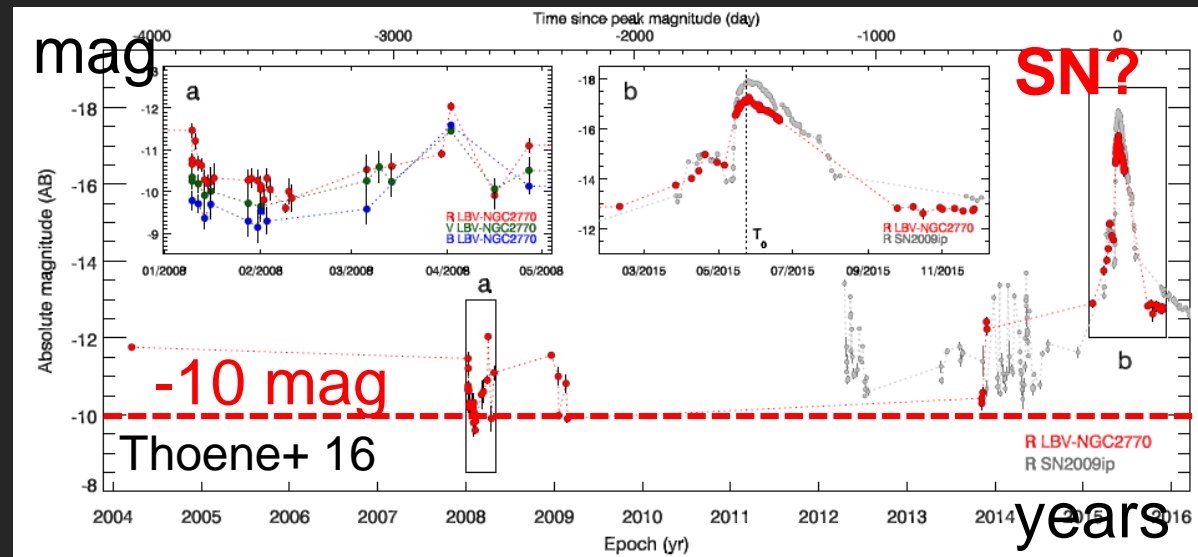 Time since peak magnitude (day)
-4000 -3000 -2000 -1000 0
mag
SN?
a
-12
-11
-10
-9
R LBV-NGC2770
V LBV-NGC2770
B LBV-NGC2770
01/2008 02/2008 03/2008 04/2008 05/2008
b
-18
-16
-14
-12
T0
R LBV-NGC2770
R SN2009ip
03/2015 05/2015 07/2015 09/2015 11/2015
Absolute magnitude (AB)
-18
-16
-14
-12
-10
-8
a
b
-10 mag
Thoene+ 16
R LBV-NGC2770
R SN2009ip
2004 2005 2006 2007 2008 2009 2010 2011 2012 2013 2014 2015 2016
years
Epoch (yr)